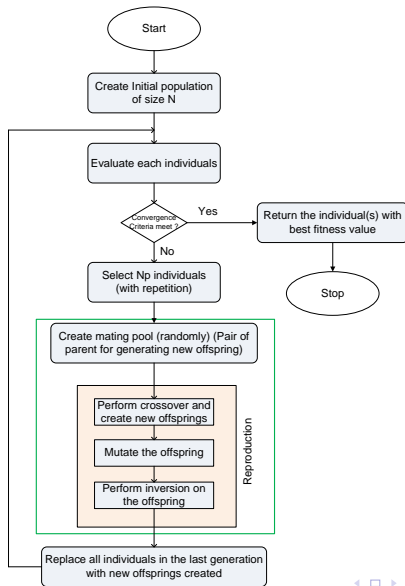 Start
Create Initial population
of size N
Evaluate each individuals
Convergence
Criteria meet ?
Yes
No
Return the individual(s) with
best fitness value
Stop
Select Np individuals
(with repetition)
Create mating pool (randomly) (Pair of
parent for generating new offspring)
Perform crossover and
create new offsprings
Mutate the offspring
Perform inversion on
the offspring
Reproduction
Replace all individuals in the last generation
with new offsprings created